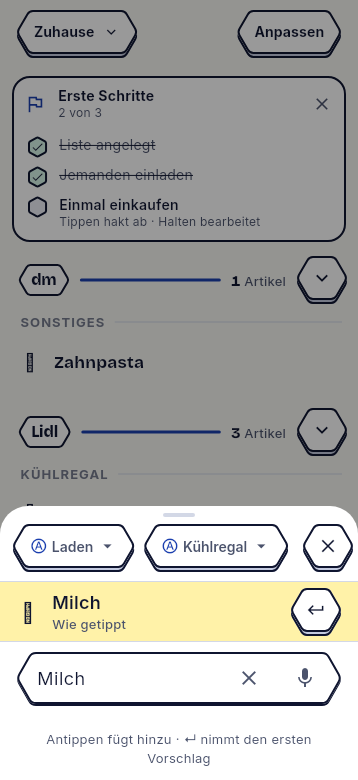 Zuhause
Anpassen
Erste Schritte
2 von 3
Liste angelegt
Jemanden einladen
Einmal einkaufen
Tippen hakt ab · Halten bearbeitet
dm
1 Artikel
SONSTIGES
Zahnpasta
Lidl
3 Artikel
KÜHLREGAL
A Laden
A Kühlregal
Milch
Wie getippt
Milch
Antippen fügt hinzu · ↵ nimmt den ersten
Vorschlag